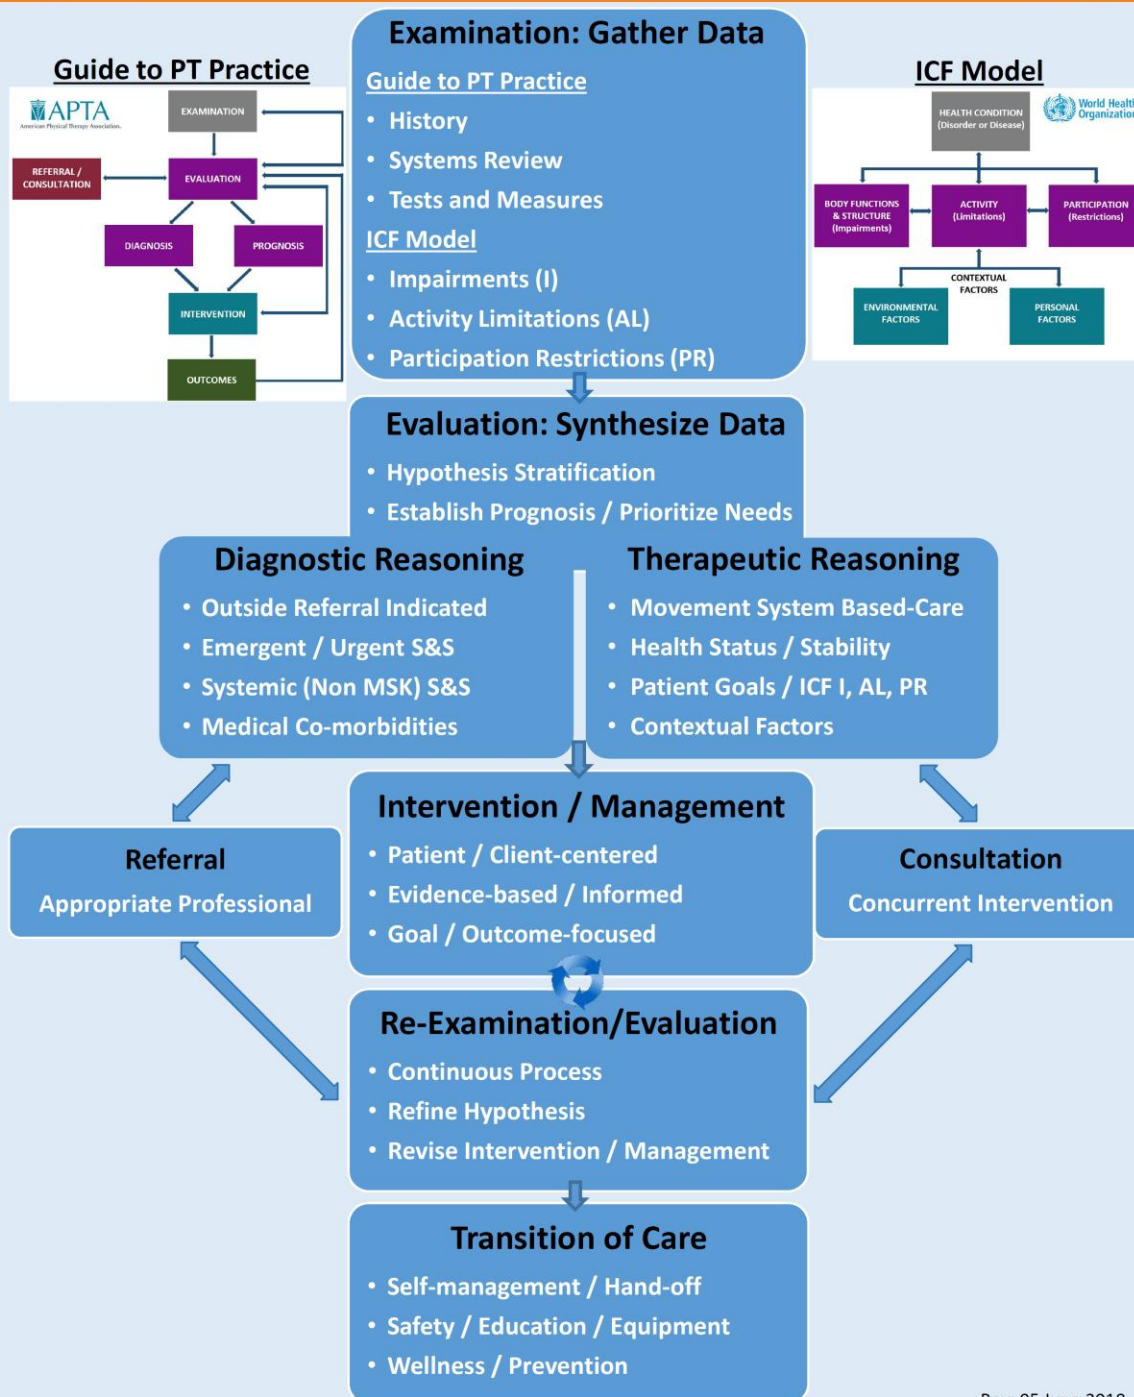 Guide to PT Practice
APTA
American Physical Therapy Association.
EXAMINATION
REFERRAL /
CONSULTATION
EVALUATION
DIAGNOSIS
PROGNOSIS
INTERVENTION
OUTCOMES
Examination: Gather Data
Guide to PT Practice
• History
• Systems Review
• Tests and Measures
ICF Model
• Impairments (I)
• Activity Limitations (AL)
• Participation Restrictions (PR)
ICF Model
World Health
Organization
HEALTH CONDITION
(Disorder or Disease)
BODY FUNCTIONS
& STRUCTURE
(Impairments)
ACTIVITY
(Limitations)
PARTICIPATION
(Restrictions)
CONTEXTUAL
FACTORS
ENVIRONMENTAL
FACTORS
PERSONAL
FACTORS
Evaluation: Synthesize Data
• Hypothesis Stratification
• Establish Prognosis / Prioritize Needs
Diagnostic Reasoning
• Outside Referral Indicated
• Emergent / Urgent S&S
• Systemic (Non MSK) S&S
• Medical Co-morbidities
Therapeutic Reasoning
• Movement System Based-Care
• Health Status / Stability
• Patient Goals / ICF I, AL, PR
• Contextual Factors
Referral
Appropriate Professional
Intervention / Management
• Patient / Client-centered
• Evidence-based / Informed
• Goal / Outcome-focused
Consultation
Concurrent Intervention
Re-Examination/Evaluation
• Continuous Process
• Refine Hypothesis
• Revise Intervention / Management
Transition of Care
• Self-management / Hand-off
• Safety / Education / Equipment
• Wellness / Prevention